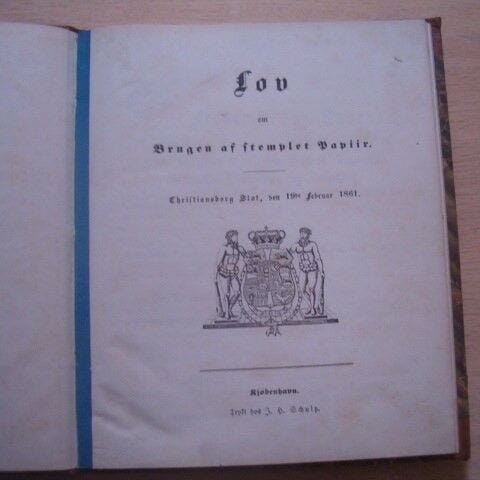 Lov
om
Brugen af stemplet Papiir.
Christiansborg Slot, den 19de Februar 1861.
Kjøbenhavn.
Trykt hos J. H. Schultz.